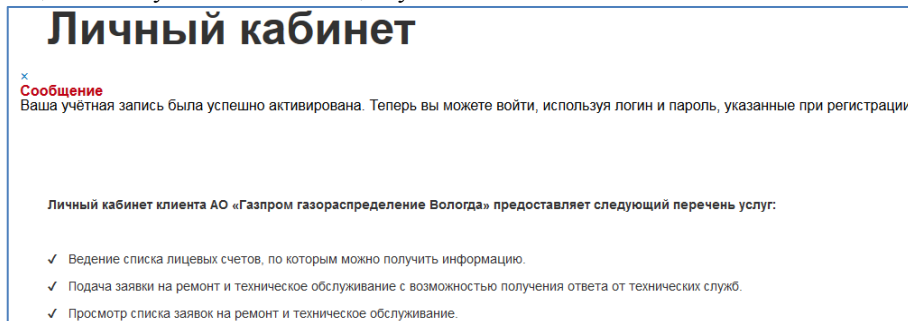 Личный кабинет
×
Сообщение
Ваша учётная запись была успешно активирована. Теперь вы можете войти, используя логин и пароль, указанные при регистрации
Личный кабинет клиента АО «Газпром газораспределение Вологда» предоставляет следующий перечень услуг:
✓ Ведение списка лицевых счетов, по которым можно получить информацию.
✓ Подача заявки на ремонт и техническое обслуживание с возможностью получения ответа от технических служб.
✓ Просмотр списка заявок на ремонт и техническое обслуживание.